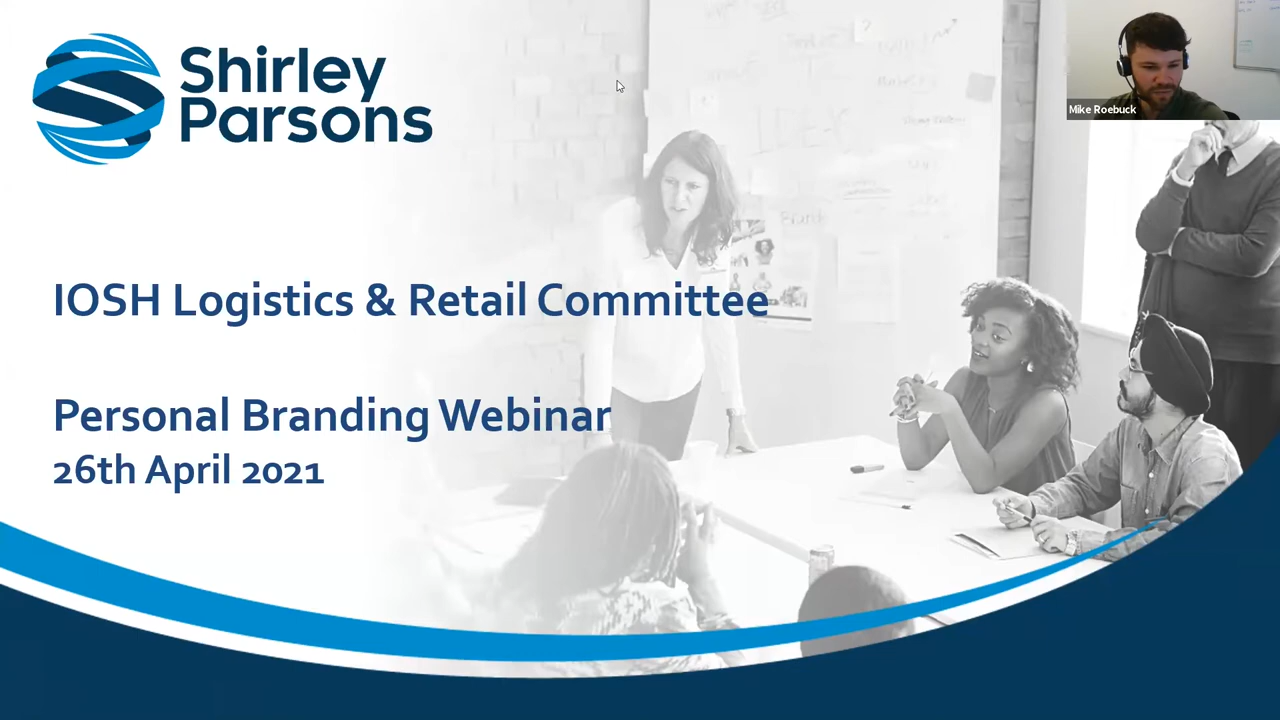 Shirley
Parsons
Mike Roebuck
IOSH Logistics & Retail Committee
Personal Branding Webinar
26th April 2021